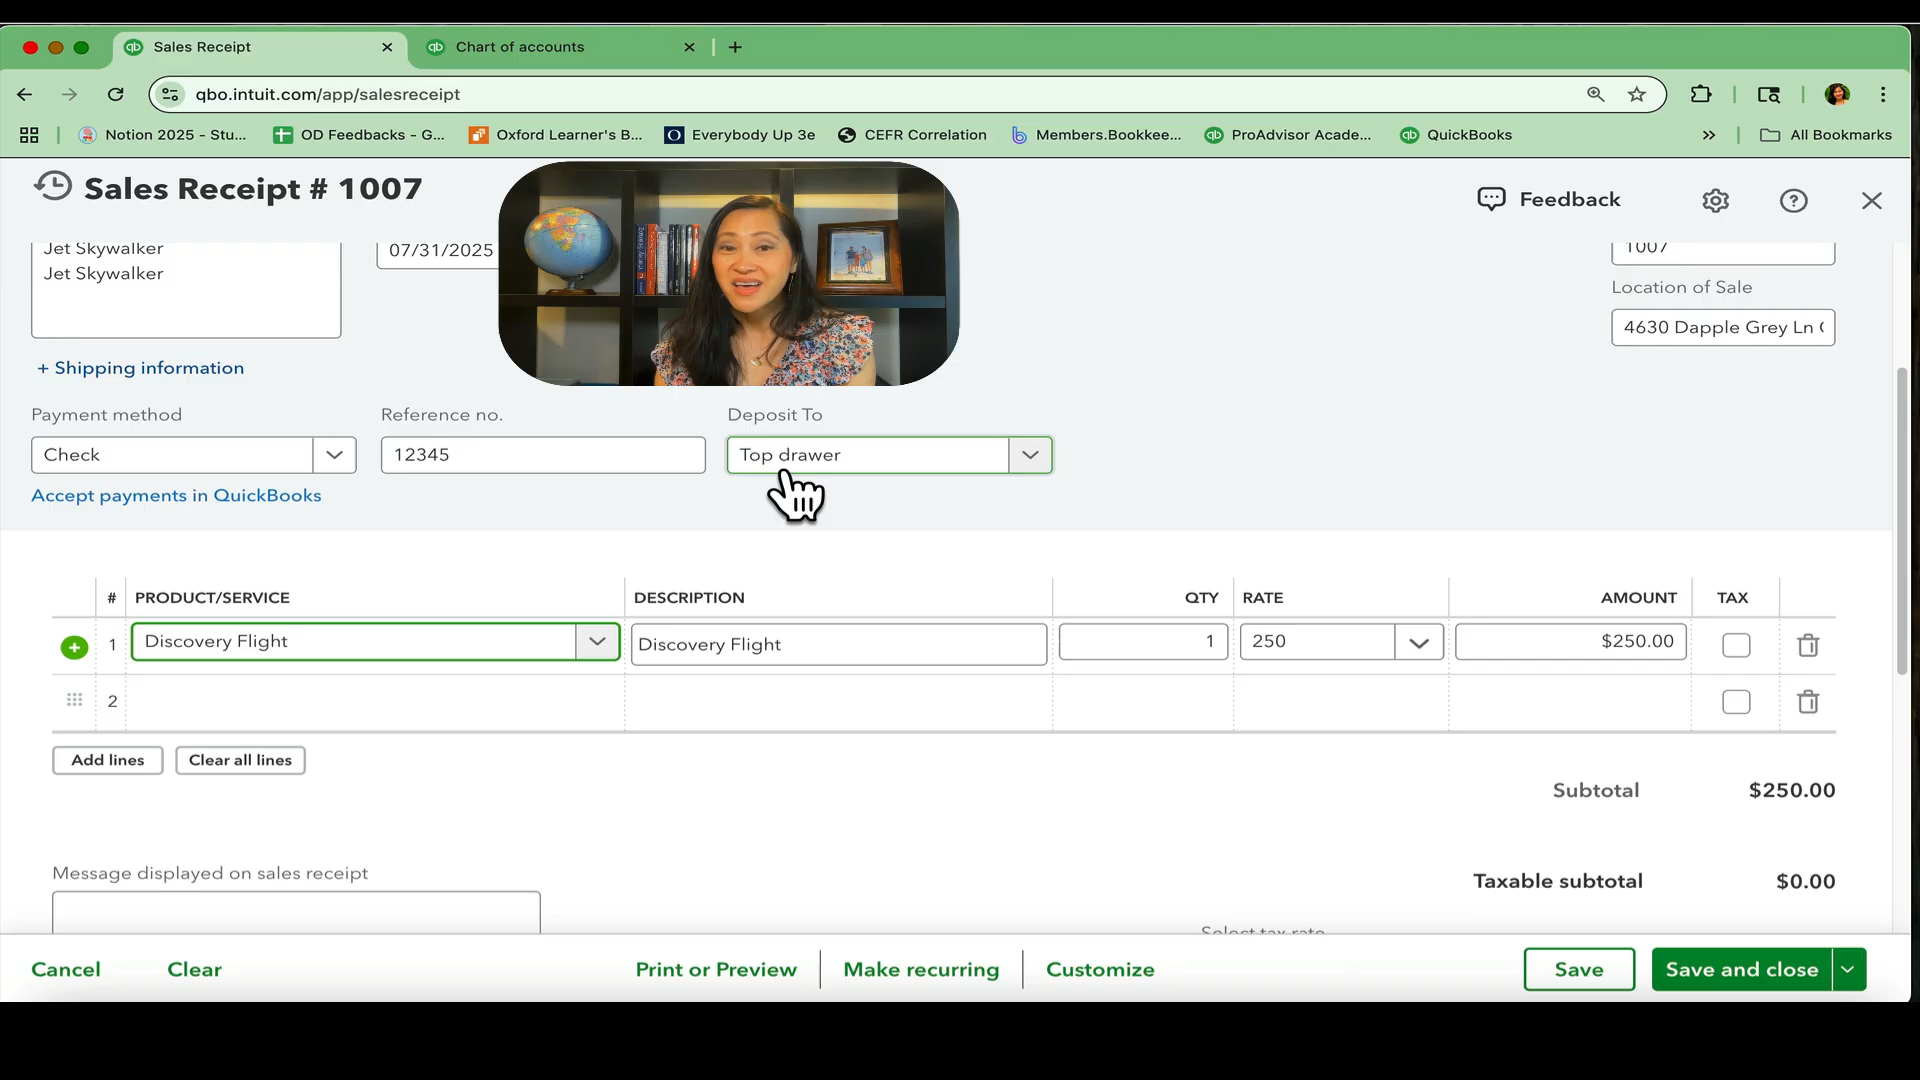 Sales Receipt
Chart of accounts
qbo.intuit.com/app/salesreceipt
Notion 2025 - Stu...
OD Feedbacks - G...
Oxford Learner's B...
Everybody Up 3e
CEFR Correlation
Members.Bookkee...
ProAdvisor Acade...
QuickBooks
All Bookmarks
Sales Receipt # 1007
Feedback
Jet Skywalker
Jet Skywalker
07/31/2025
1007
Location of Sale
4630 Dapple Grey Ln
+ Shipping information
Payment method
Reference no.
Deposit To
Check
12345
Top drawer
Accept payments in QuickBooks
# PRODUCT/SERVICE DESCRIPTION QTY RATE AMOUNT TAX
1 Discovery Flight Discovery Flight 1 250 $250.00
2
Add lines
Clear all lines
Subtotal $250.00
Message displayed on sales receipt
Taxable subtotal $0.00
Select tax rate
Cancel
Clear
Print or Preview
Make recurring
Customize
Save
Save and close